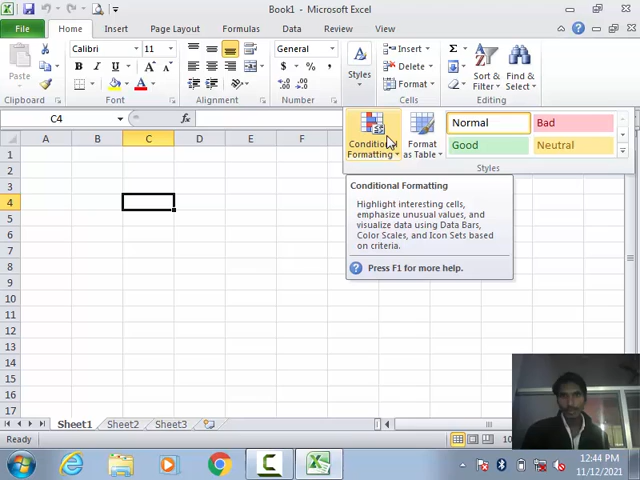 Book1 - Microsoft Excel
File Home Insert Page Layout Formulas Data Review View
Paste
Clipboard
Calibri 11
B I U
Font
Alignment
General
$ % ,
Number
Styles
Insert
Delete
Format
Cells
Sort &
Filter
Find &
Select
Editing
C4
fx
Conditional
Formatting
Format
as Table
Normal Bad
Good Neutral
Styles
Conditional Formatting
Highlight interesting cells,
emphasize unusual values, and
visualize data using Data Bars,
Color Scales, and Icon Sets based
on criteria.
Press F1 for more help.
A B C D E F
1
2
3
4
5
6
7
8
9
10
11
12
13
14
15
16
17
Sheet1 Sheet2 Sheet3
Ready
12:44 PM
11/12/2021